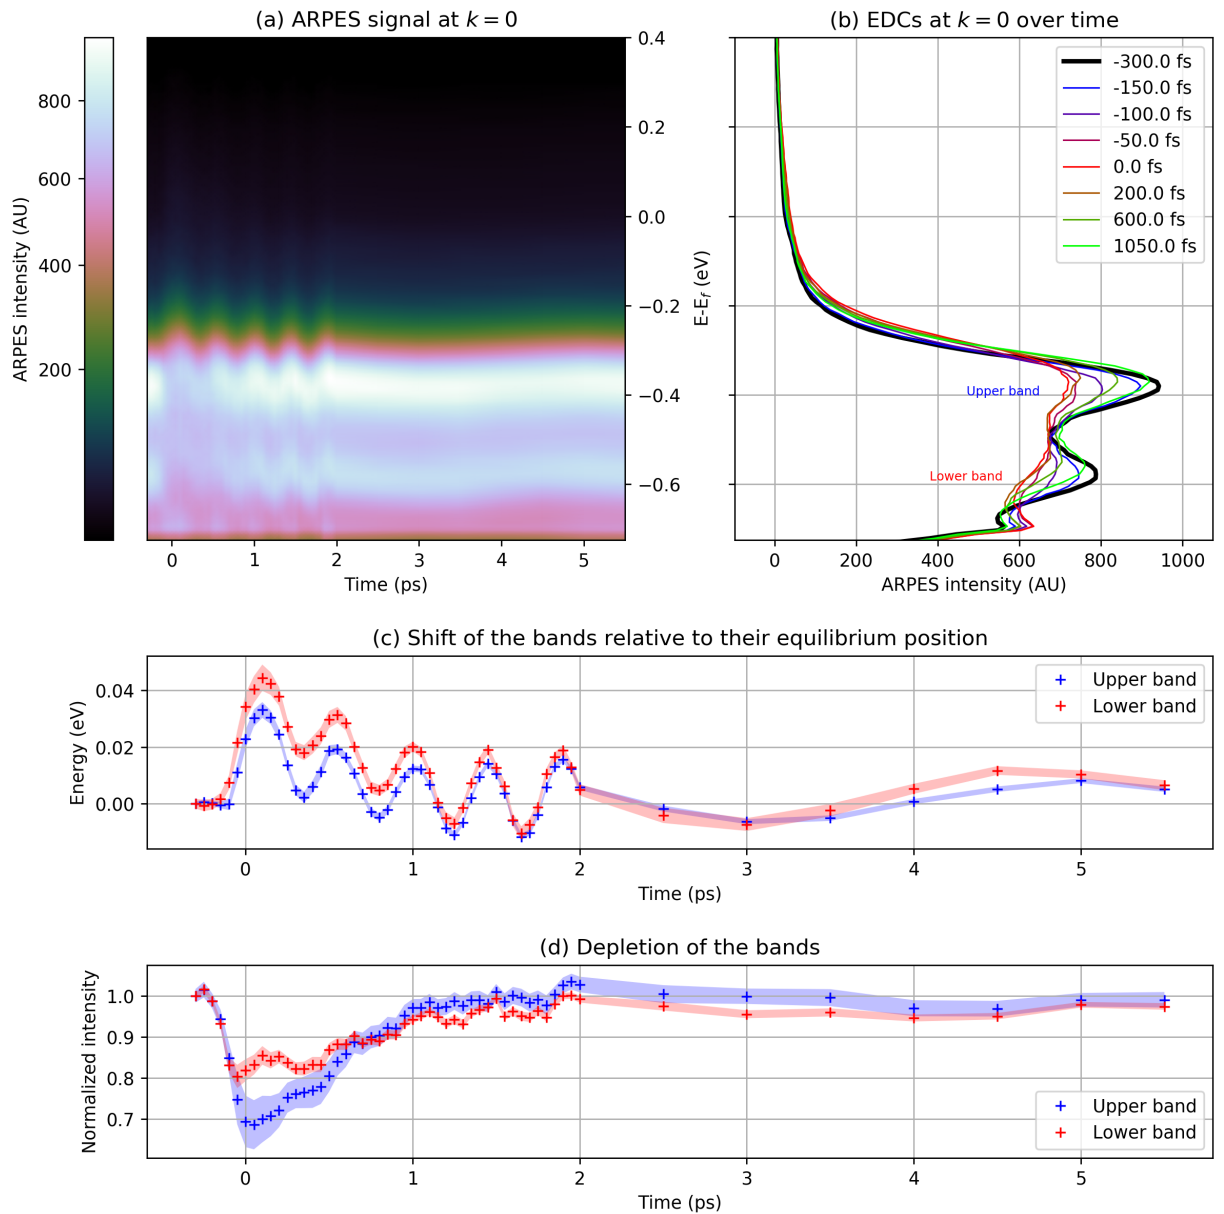 (a) ARPES signal at k = 0
ARPES intensity (AU)
800
600
400
200
0.4
0.2
0.0
−0.2
−0.4
−0.6
E-Ef (eV)
0 1 2 3 4 5
Time (ps)
(b) EDCs at k = 0 over time
-300.0 fs
-150.0 fs
-100.0 fs
-50.0 fs
0.0 fs
200.0 fs
600.0 fs
1050.0 fs
Upper band
Lower band
0 200 400 600 800 1000
ARPES intensity (AU)
(c) Shift of the bands relative to their equilibrium position
Energy (eV)
0.04
0.02
0.00
Upper band
Lower band
0 1 2 3 4 5
Time (ps)
(d) Depletion of the bands
Normalized intensity
1.0
0.9
0.8
0.7
Upper band
Lower band
0 1 2 3 4 5
Time (ps)